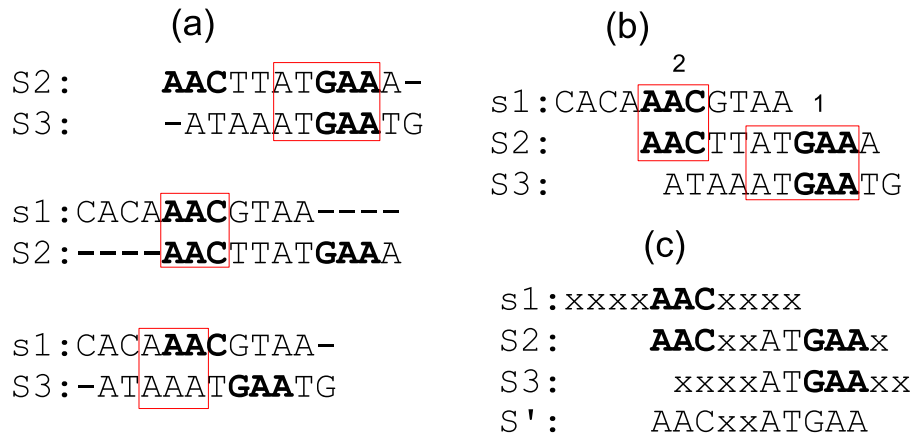 (a)
S2: AACTTATGAAA-
S3: -ATAAATGAATG
s1:CACAAACGTAA----
S2:----AACTTATGAAA
s1:CACAAACGTAA-
S3:-ATAAATGAATG
(b)
2
s1:CACAAACGTAA 1
S2: AACTTATGAAA
S3: ATAAATGAATG
(c)
s1:xxxxAACxxxx
S2: AACxxATGAAx
S3: xxxxATGAAxx
S': AACxxATGAA